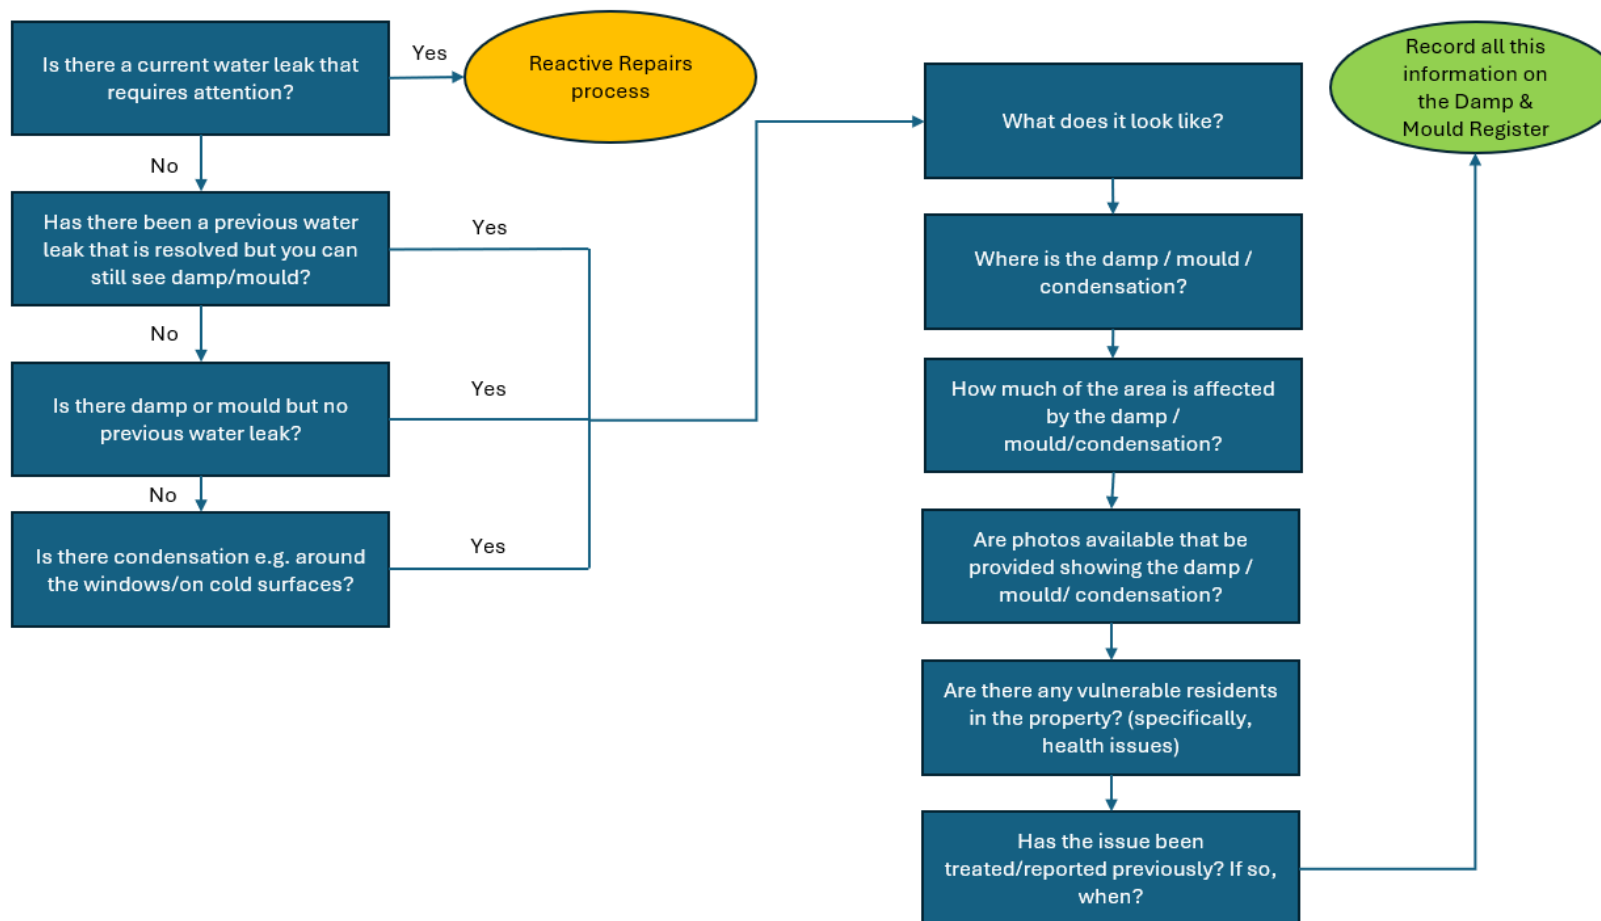 Is there a current water leak that
requires attention?
Yes
Reactive Repairs
process
No
Has there been a previous water
leak that is resolved but you can
still see damp/mould?
Yes
No
Is there damp or mould but no
previous water leak?
Yes
No
Is there condensation e.g. around
the windows/on cold surfaces?
Yes
What does it look like?
Where is the damp / mould /
condensation?
How much of the area is affected
by the damp /
mould/condensation?
Are photos available that be
provided showing the damp /
mould/ condensation?
Are there any vulnerable residents
in the property? (specifically,
health issues)
Has the issue been
treated/reported previously? If so,
when?
Record all this
information on
the Damp &
Mould Register